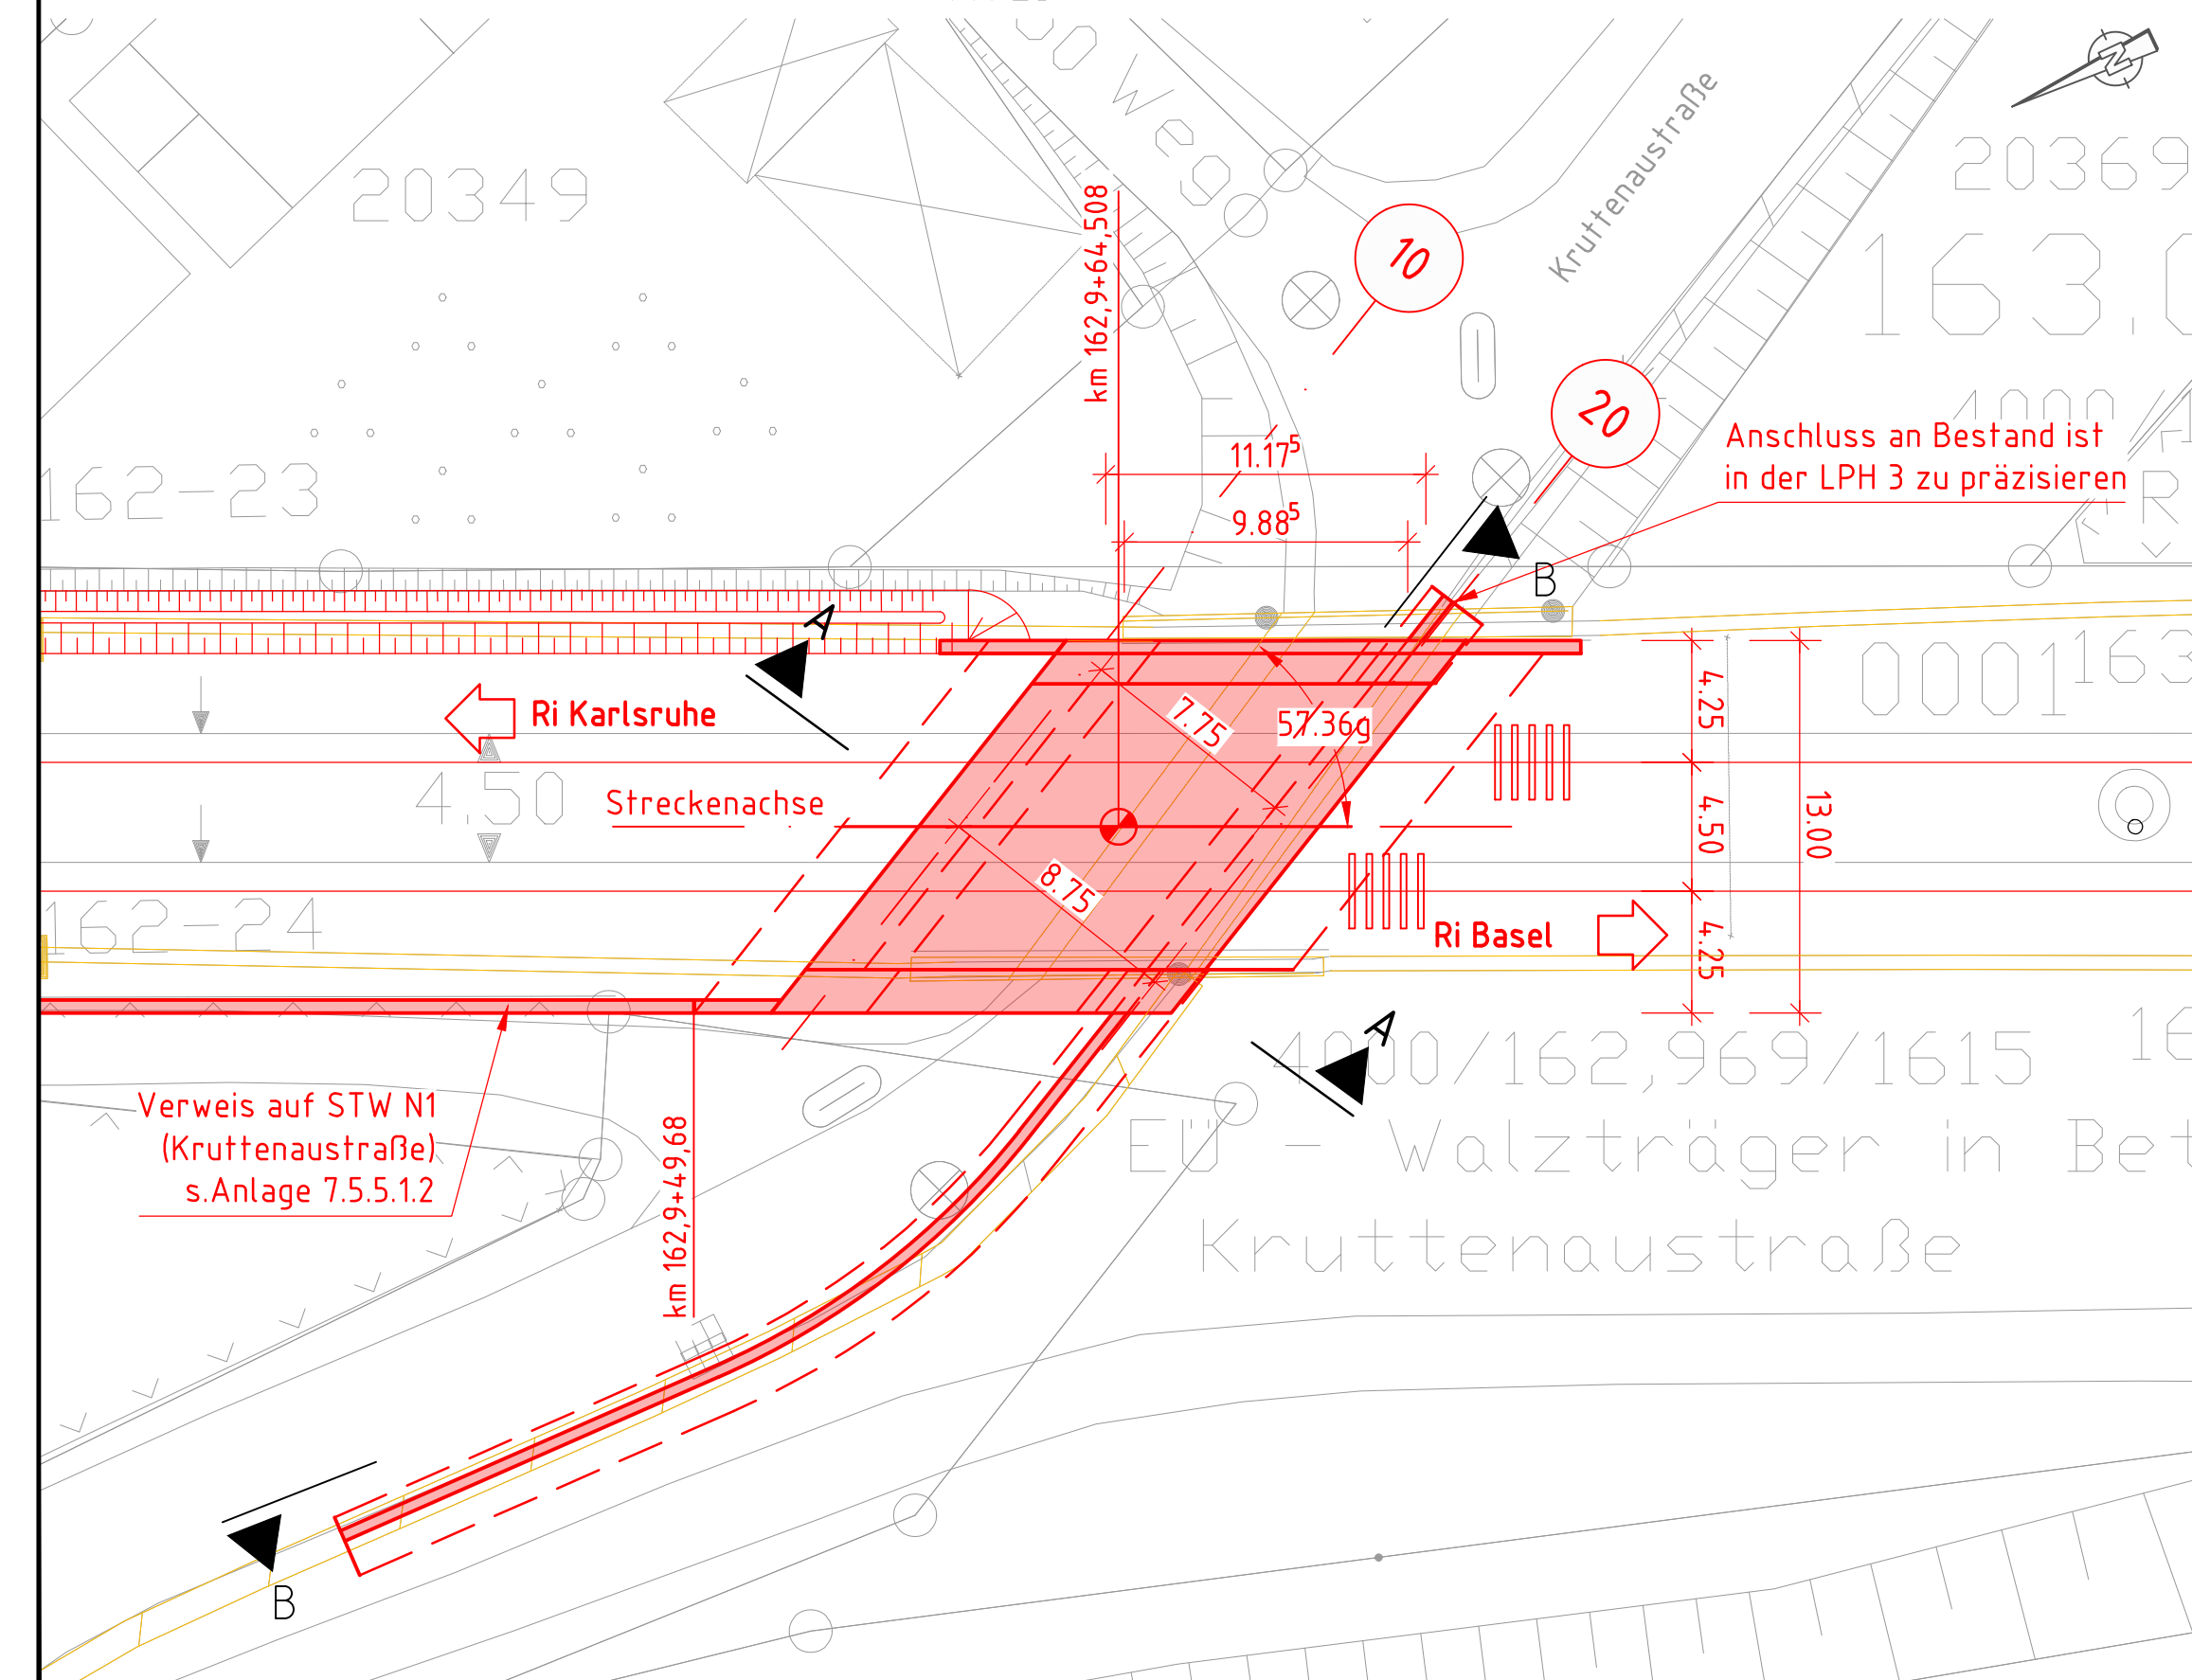 N
Kruttenaustraße
20349
20369
km 162,9+64,508
10
20
162-23
11.17⁵
9.88⁵
Anschluss an Bestand ist
in der LPH 3 zu präzisieren
R
B
A
0001
163
Ri Karlsruhe
7.75
57.36g
4.25
4,50
Streckenachse
4.50
13.00
8.75
162-24
Ri Basel
4.25
A
4000/162,969/1615
Verweis auf STW N1
(Kruttenaustraße)
s.Anlage 7.5.5.1.2
km 162,9+49,68
EÜ - Walzträger in Bet
Kruttenaustraße
B